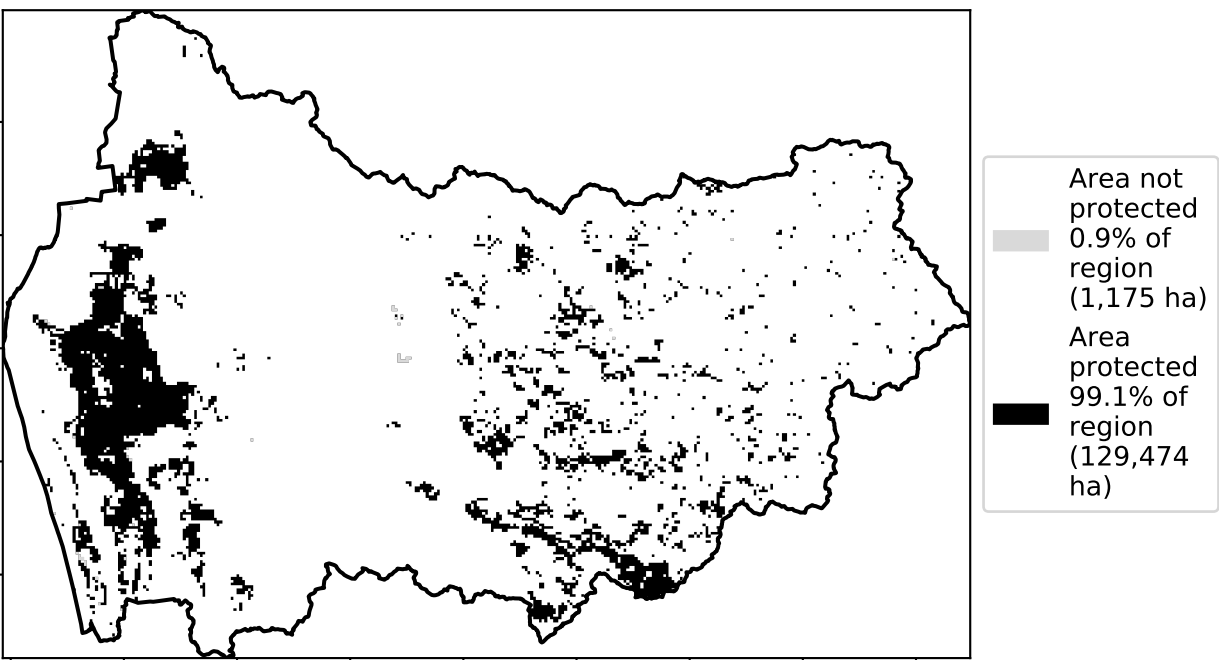 Area not
protected
0.9% of
region
(1,175 ha)
Area
protected
99.1% of
region
(129,474
ha)